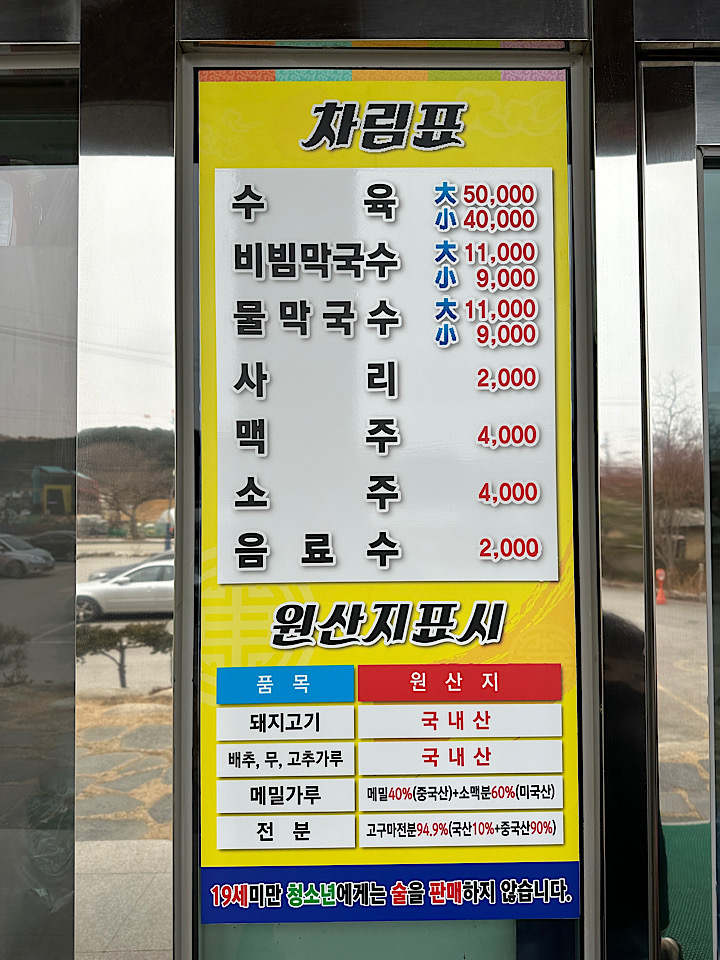 차림표
수육 大 50,000
小 40,000
비빔막국수 大 11,000
小 9,000
물막국수 大 11,000
小 9,000
사리 2,000
맥주 4,000
소주 4,000
음료수 2,000
원산지표시
품목 원산지
돼지고기 국내산
배추, 무, 고추가루 국내산
메밀가루 메밀40%(중국산)+소맥분60%(미국산)
전분 고구마전분94.9%(국산10%+중국산90%)
19세미만 청소년에게는 술을 판매하지 않습니다.